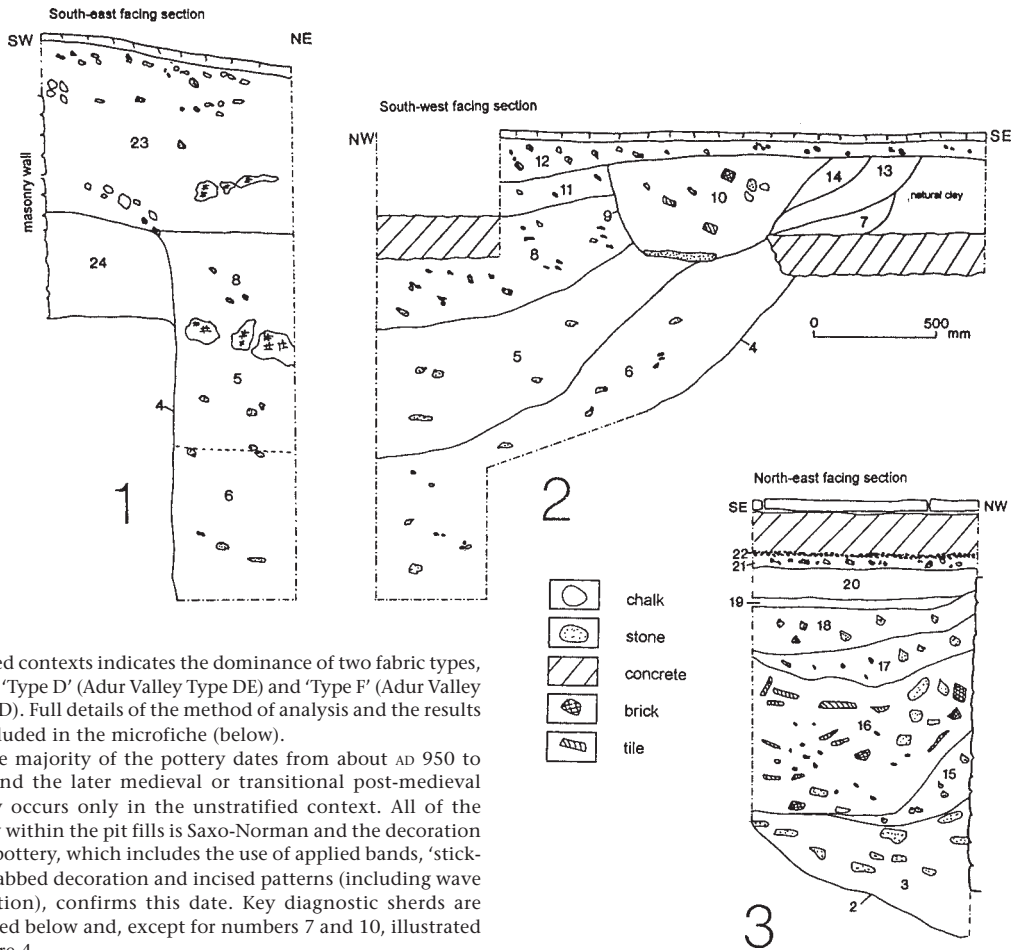 South-east facing section
SW
NE
23
masonry wall
24
8
5
4
6
1
South-west facing section
NW
SE
12
11
9
8
10
14
13
natural clay
7
5
6
4
0 500
mm
2
North-east facing section
SE
NW
22
21
20
19
18
17
16
15
3
2
3
chalk
stone
concrete
brick
tile
ed contexts indicates the dominance of two fabric types,
'Type D' (Adur Valley Type DE) and 'Type F' (Adur Valley
D). Full details of the method of analysis and the results
luded in the microfiche (below).
e majority of the pottery dates from about AD 950 to
nd the later medieval or transitional post-medieval
y occurs only in the unstratified context. All of the
y within the pit fills is Saxo-Norman and the decoration
pottery, which includes the use of applied bands, 'stick-
abbed decoration and incised patterns (including wave
tion), confirms this date. Key diagnostic sherds are
ed below and, except for numbers 7 and 10, illustrated
re 4